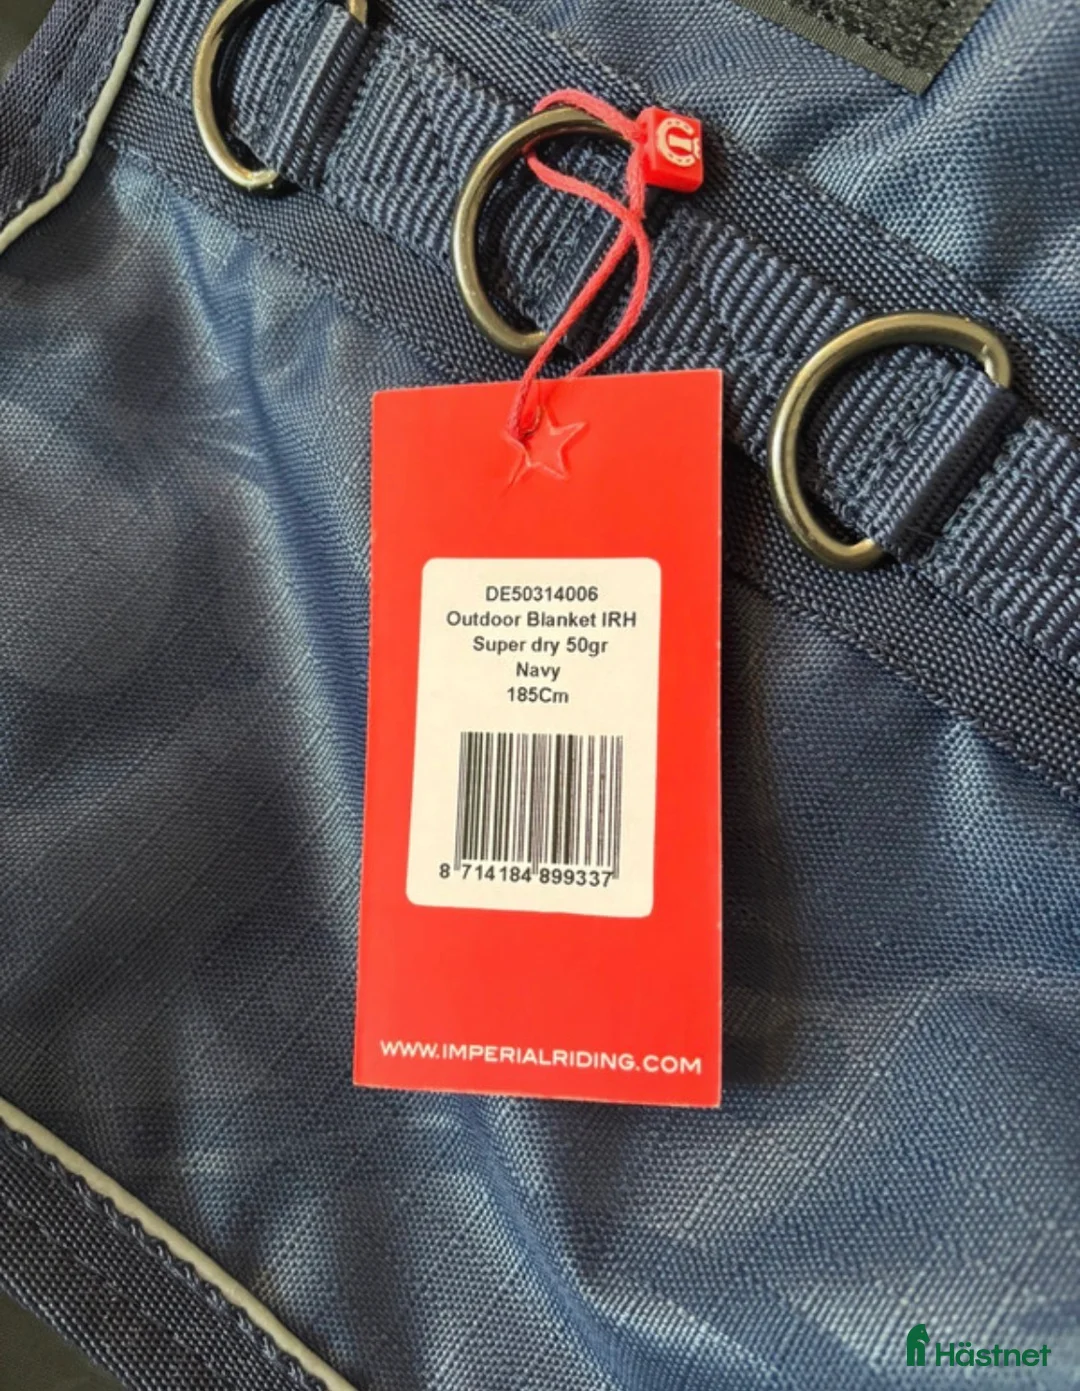 DE50314006
Outdoor Blanket IRH
Super dry 50gr
Navy
185Cm
8 714184 899337
WWW.IMPERIALRIDING.COM
Hästnet